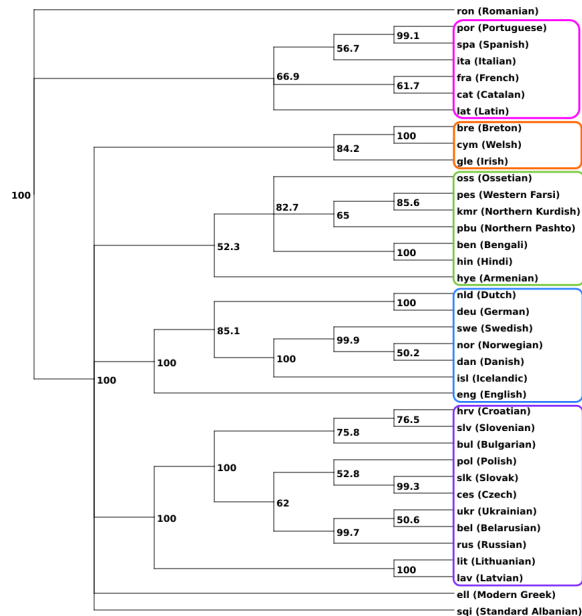 ron (Romanian)
por (Portuguese)
99.1
spa (Spanish)
56.7
ita (Italian)
66.9
fra (French)
61.7
cat (Catalan)
lat (Latin)
bre (Breton)
100
cym (Welsh)
84.2
gle (Irish)
oss (Ossetian)
100
pes (Western Farsi)
85.6
82.7
65
kmr (Northern Kurdish)
pbu (Northern Pashto)
52.3
ben (Bengali)
100
hin (Hindi)
hye (Armenian)
nld (Dutch)
100
deu (German)
85.1
swe (Swedish)
99.9
nor (Norwegian)
50.2
100
dan (Danish)
100
isl (Icelandic)
100
eng (English)
hrv (Croatian)
76.5
slv (Slovenian)
75.8
bul (Bulgarian)
100
pol (Polish)
52.8
slk (Slovak)
99.3
ces (Czech)
62
ukr (Ukrainian)
50.6
100
bel (Belarusian)
99.7
rus (Russian)
lit (Lithuanian)
100
lav (Latvian)
ell (Modern Greek)
sqi (Standard Albanian)